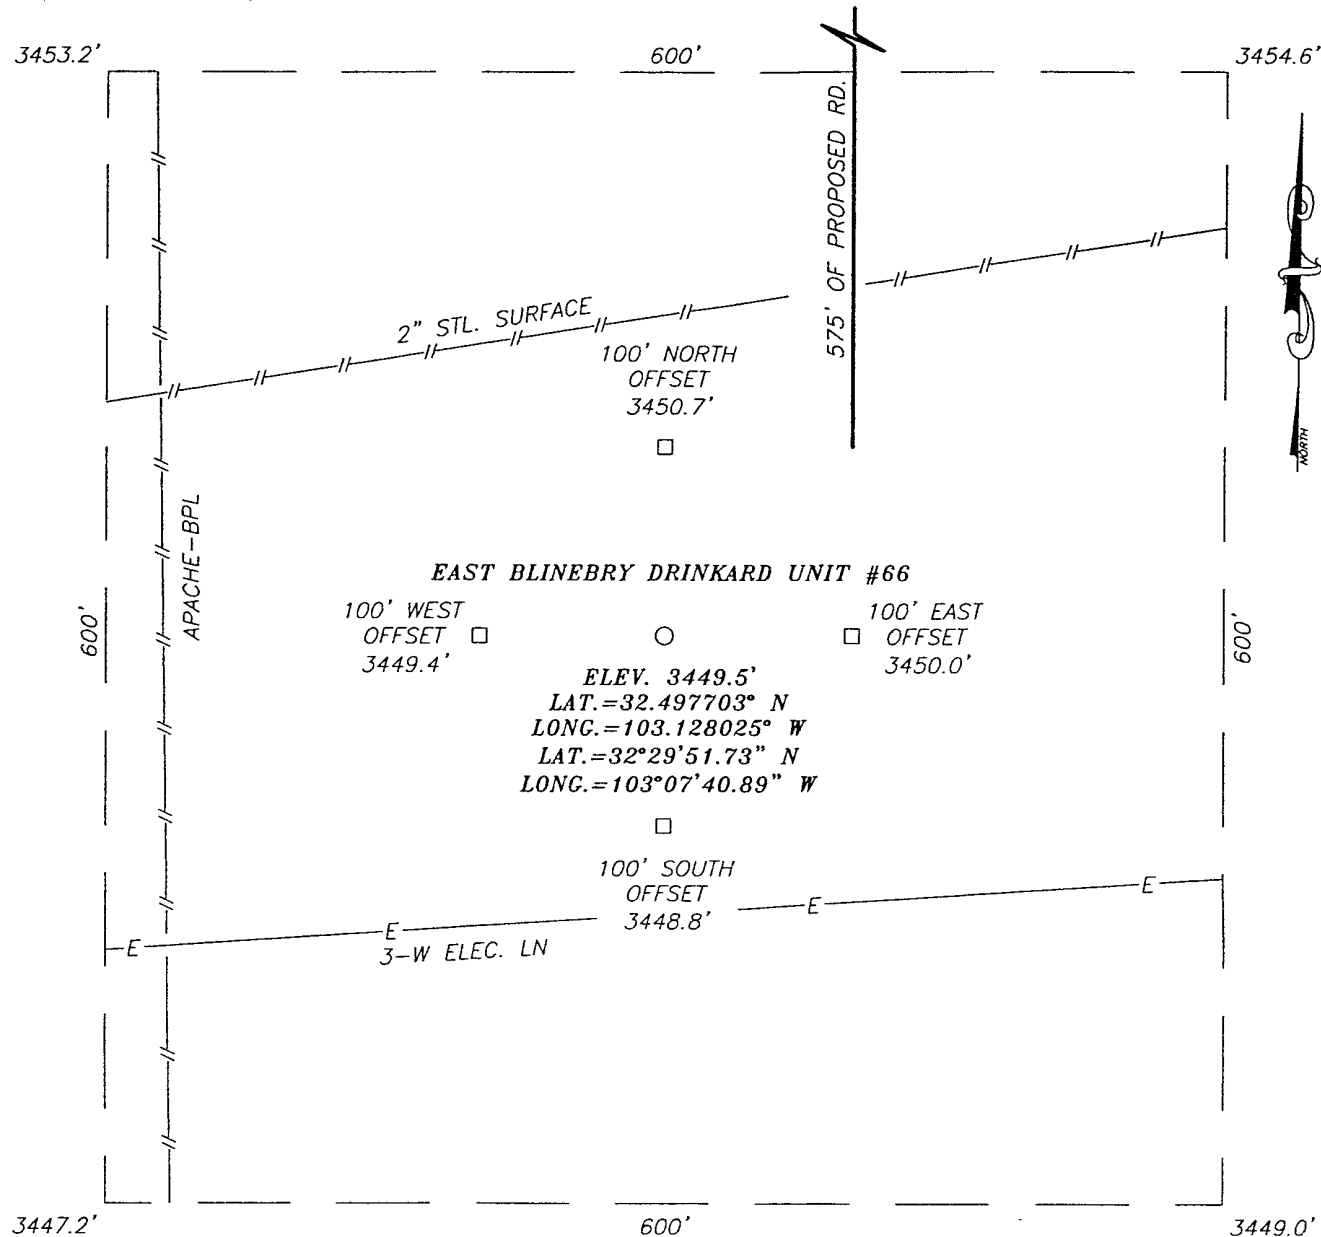 3453.2'
600'
3454.6'
575' OF PROPOSED RD.
2" STL. SURFACE
100' NORTH
OFFSET
3450.7'
NORTH
APACHE-BPL
600'
EAST BLINEBRY DRINKARD UNIT #66
100' WEST
OFFSET
3449.4'
100' EAST
OFFSET
3450.0'
600'
ELEV. 3449.5'
LAT.=32.497703° N
LONG.=103.128025° W
LAT.=32°29'51.73" N
LONG.=103°07'40.89" W
100' SOUTH
OFFSET
3448.8'
E
E
E
E
3-W ELEC. LN
3447.2'
600'
3449.0'